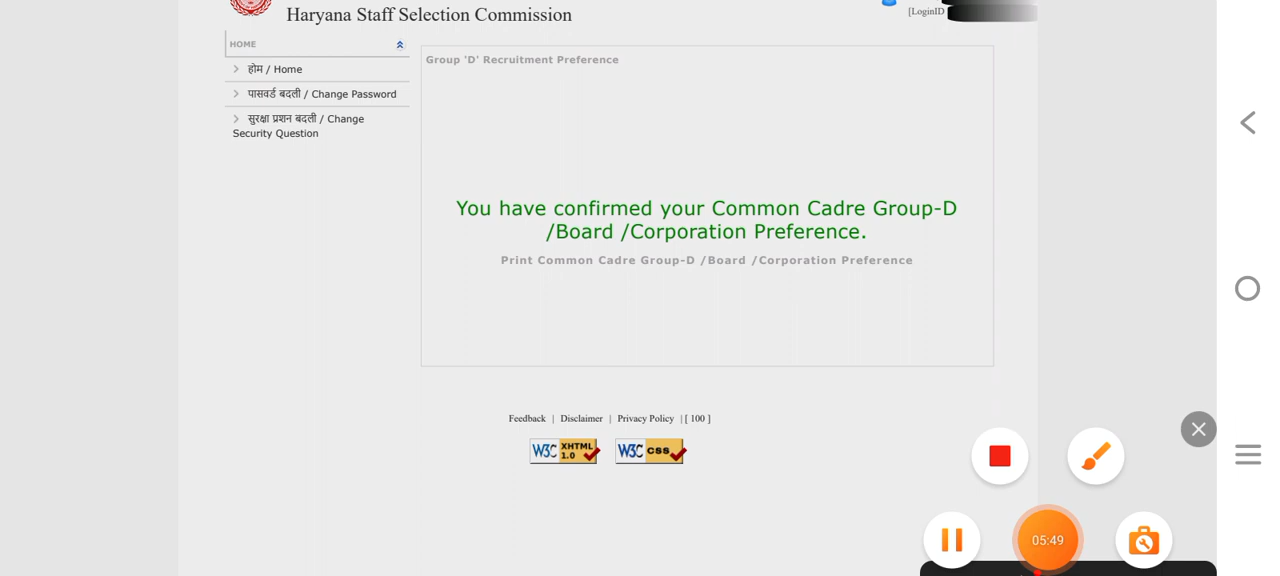 Haryana Staff Selection Commission
[LoginID
HOME
होम / Home
पासवर्ड बदली / Change Password
सुरक्षा प्रशन बदली / Change
Security Question
Group 'D' Recruitment Preference
You have confirmed your Common Cadre Group-D
/Board /Corporation Preference.
Print Common Cadre Group-D /Board /Corporation Preference
Feedback | Disclaimer | Privacy Policy | [ 100 ]
W3C XHTML 1.0
W3C CSS
05:49